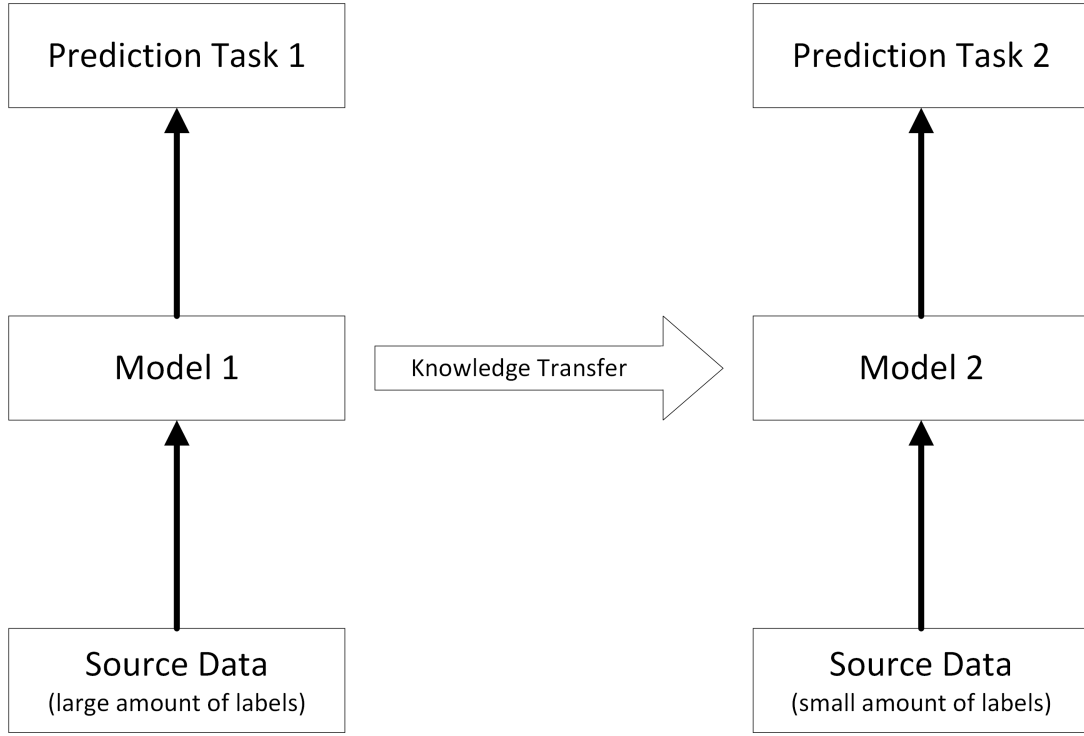 Prediction Task 1
Prediction Task 2
Model 1
Knowledge Transfer
Model 2
Source Data
(large amount of labels)
Source Data
(small amount of labels)